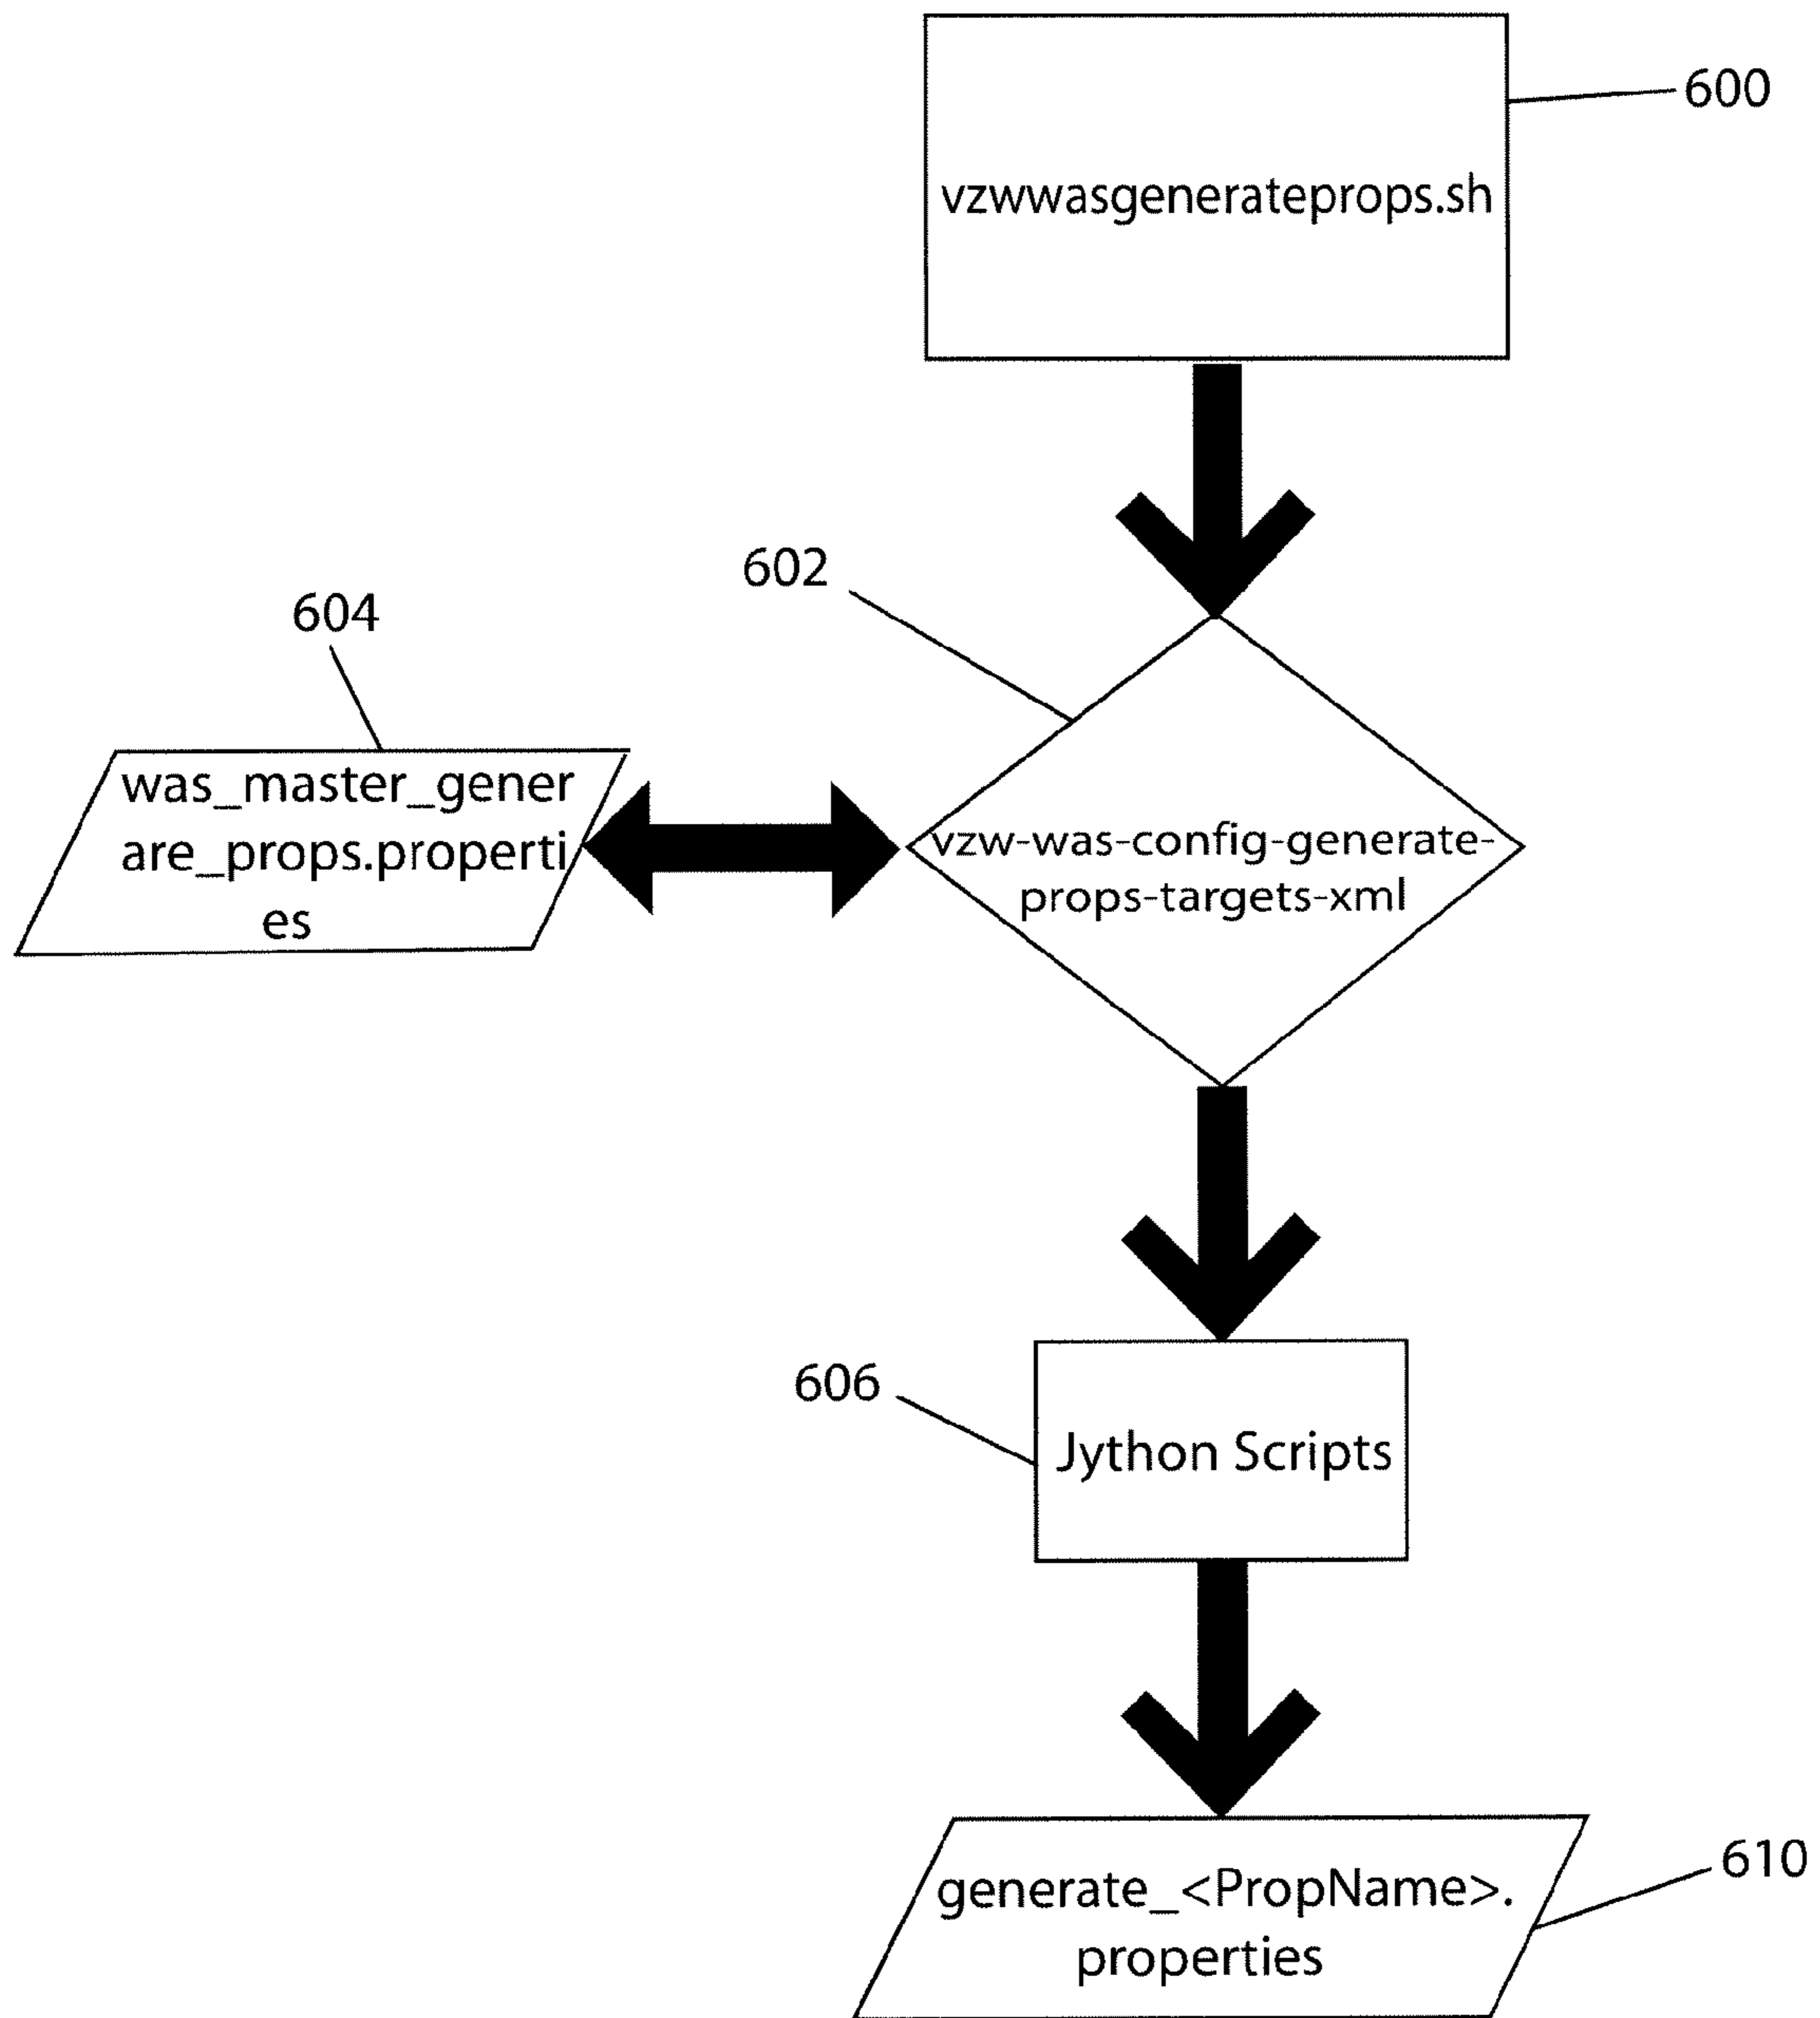 600
vzwwasgenerateprops.sh
602
604
was_master_gener
are_props.properti
es
vzw-was-config-generate-
props-targets-xml
606
Jython Scripts
610
generate_<PropName>.
properties